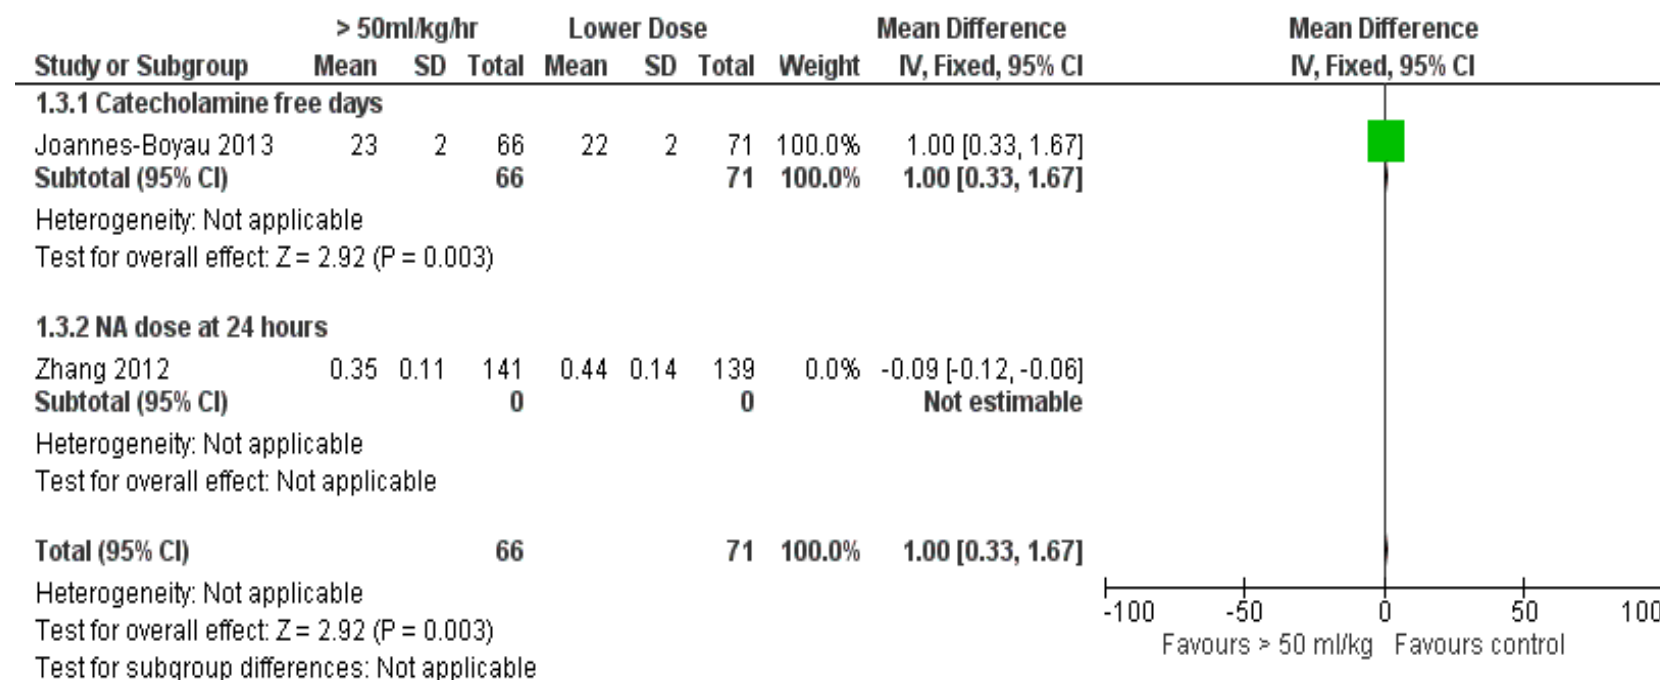 > 50ml/kg/hr Lower Dose Mean Difference Mean Difference
Study or Subgroup Mean SD Total Mean SD Total Weight IV, Fixed, 95% CI IV, Fixed, 95% CI
1.3.1 Catecholamine free days
Joannes-Boyau 2013 23 2 66 22 2 71 100.0% 1.00 [0.33, 1.67]
Subtotal (95% CI) 66 71 100.0% 1.00 [0.33, 1.67]
Heterogeneity: Not applicable
Test for overall effect: Z = 2.92 (P = 0.003)
1.3.2 NA dose at 24 hours
Zhang 2012 0.35 0.11 141 0.44 0.14 139 0.0% -0.09 [-0.12, -0.06]
Subtotal (95% CI) 0 0 Not estimable
Heterogeneity: Not applicable
Test for overall effect: Not applicable
Total (95% CI) 66 71 100.0% 1.00 [0.33, 1.67]
Heterogeneity: Not applicable
Test for overall effect: Z = 2.92 (P = 0.003)
Test for subgroup differences: Not applicable
-100 -50 0 50 100
Favours > 50 ml/kg Favours control